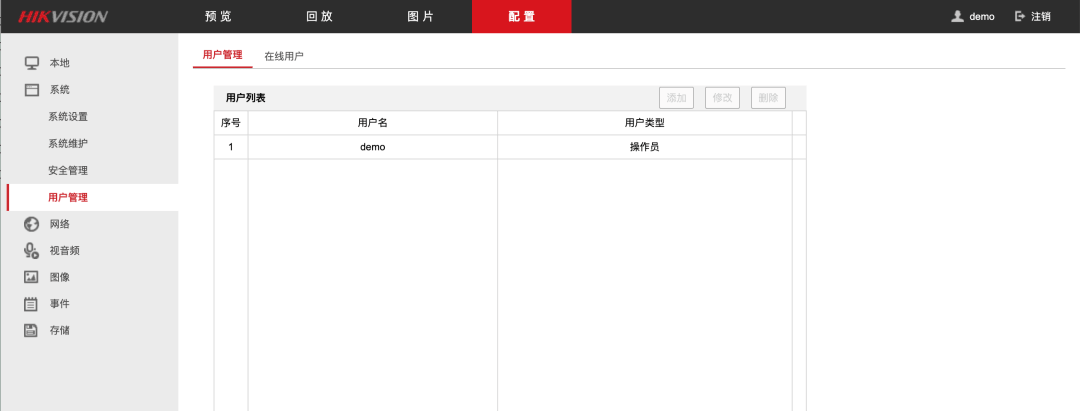 HIKVISION 预览 回放 图片 配置 demo 注销
用户管理 在线用户
本地
系统
系统设置
系统维护
安全管理
用户管理
网络
视音频
图像
事件
存储
用户列表 添加 修改 删除
序号 用户名 用户类型
1 demo 操作员